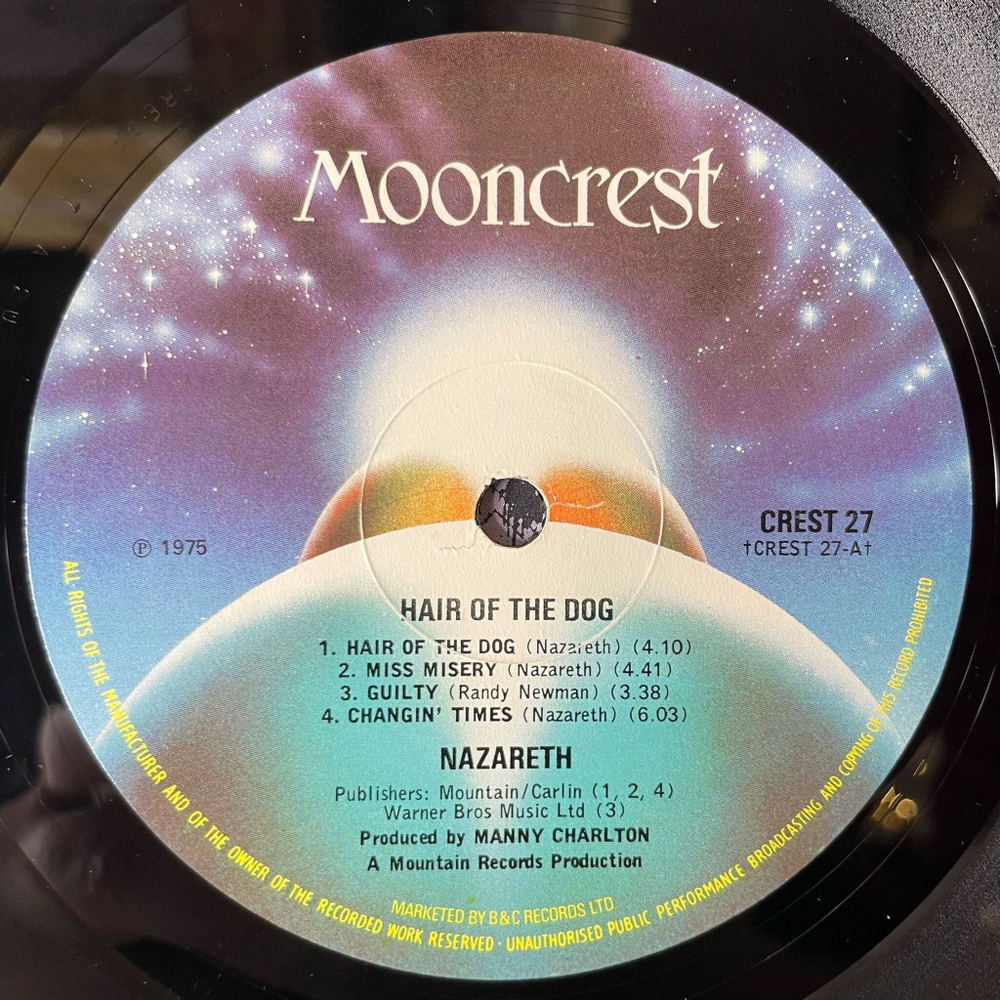 Mooncrest
℗ 1975
CREST 27
†CREST 27-A†
HAIR OF THE DOG
1. HAIR OF THE DOG (Nazareth) (4.10)
2. MISS MISERY (Nazareth) (4.41)
3. GUILTY (Randy Newman) (3.38)
4. CHANGIN' TIMES (Nazareth) (6.03)
NAZARETH
Publishers: Mountain/Carlin (1, 2, 4)
Warner Bros Music Ltd (3)
Produced by MANNY CHARLTON
A Mountain Records Production
MARKETED BY B&C RECORDS LTD.
ALL RIGHTS OF THE MANUFACTURER AND OF THE OWNER OF THE RECORDED WORK RESERVED · UNAUTHORISED PUBLIC PERFORMANCE BROADCASTING AND COPYING OF THIS RECORD PROHIBITED